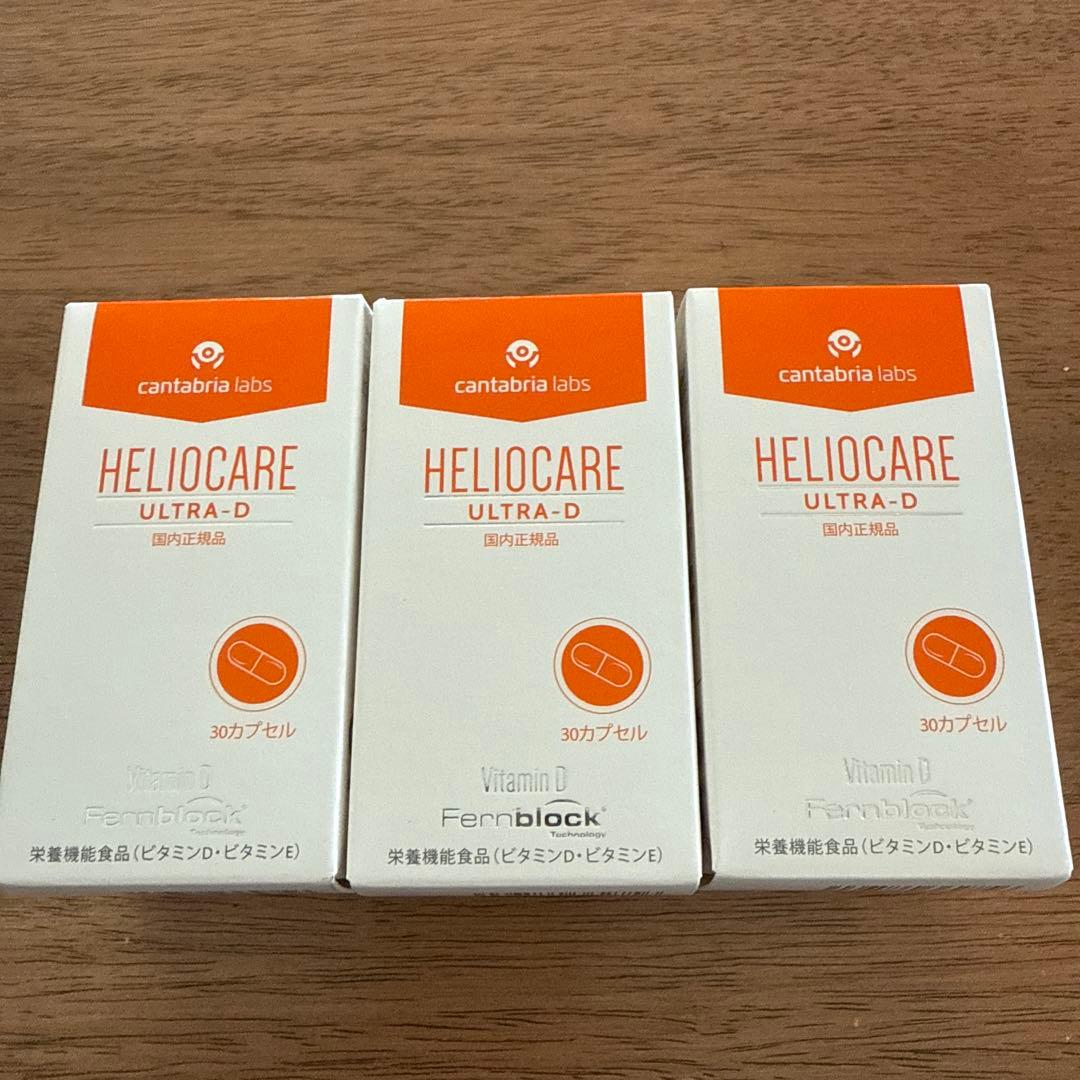 cantabria labs
HELIOCARE
ULTRA-D
国内正規品
30カプセル
Vitamin D
Fernblock®
Technology
栄養機能食品（ビタミンD・ビタミンE）
cantabria labs
HELIOCARE
ULTRA-D
国内正規品
30カプセル
Vitamin D
Fernblock®
Technology
栄養機能食品（ビタミンD・ビタミンE）
cantabria labs
HELIOCARE
ULTRA-D
国内正規品
30カプセル
Vitamin D
Fernblock®
Technology
栄養機能食品（ビタミンD・ビタミンE）